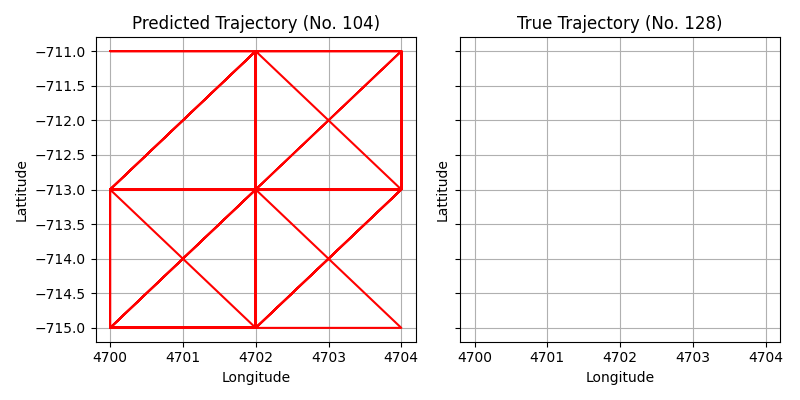 Predicted Trajectory (No. 104)
True Trajectory (No. 128)
−711.0
−711.5
−712.0
−712.5
−713.0
−713.5
−714.0
−714.5
−715.0
Lattitude
Lattitude
4700 4701 4702 4703 4704
4700 4701 4702 4703 4704
Longitude
Longitude